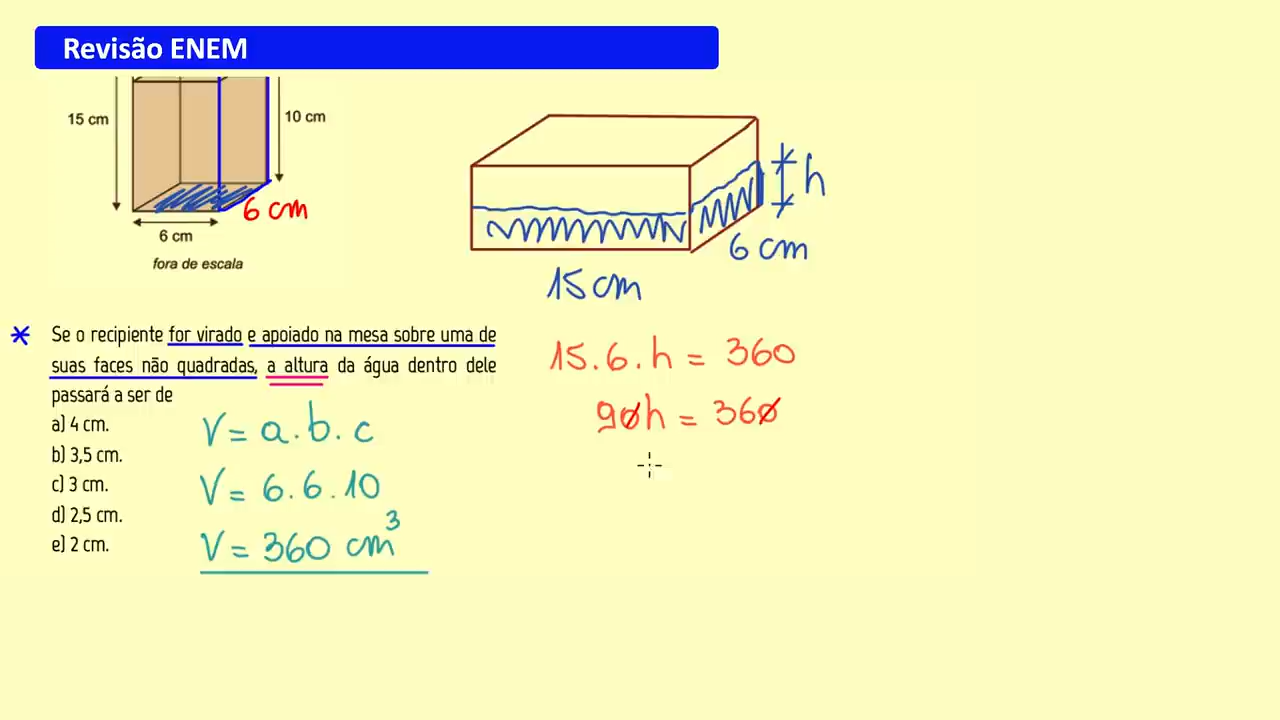 Revisão ENEM
15 cm
10 cm
6 cm
6 cm
fora de escala
h
6 cm
15 cm
* Se o recipiente for virado e apoiado na mesa sobre uma de
suas faces não quadradas, a altura da água dentro dele
passará a ser de
a) 4 cm.
b) 3,5 cm.
c) 3 cm.
d) 2,5 cm.
e) 2 cm.
V = a.b.c
V = 6.6.10
V = 360 cm³
15.6.h = 360
90h = 360